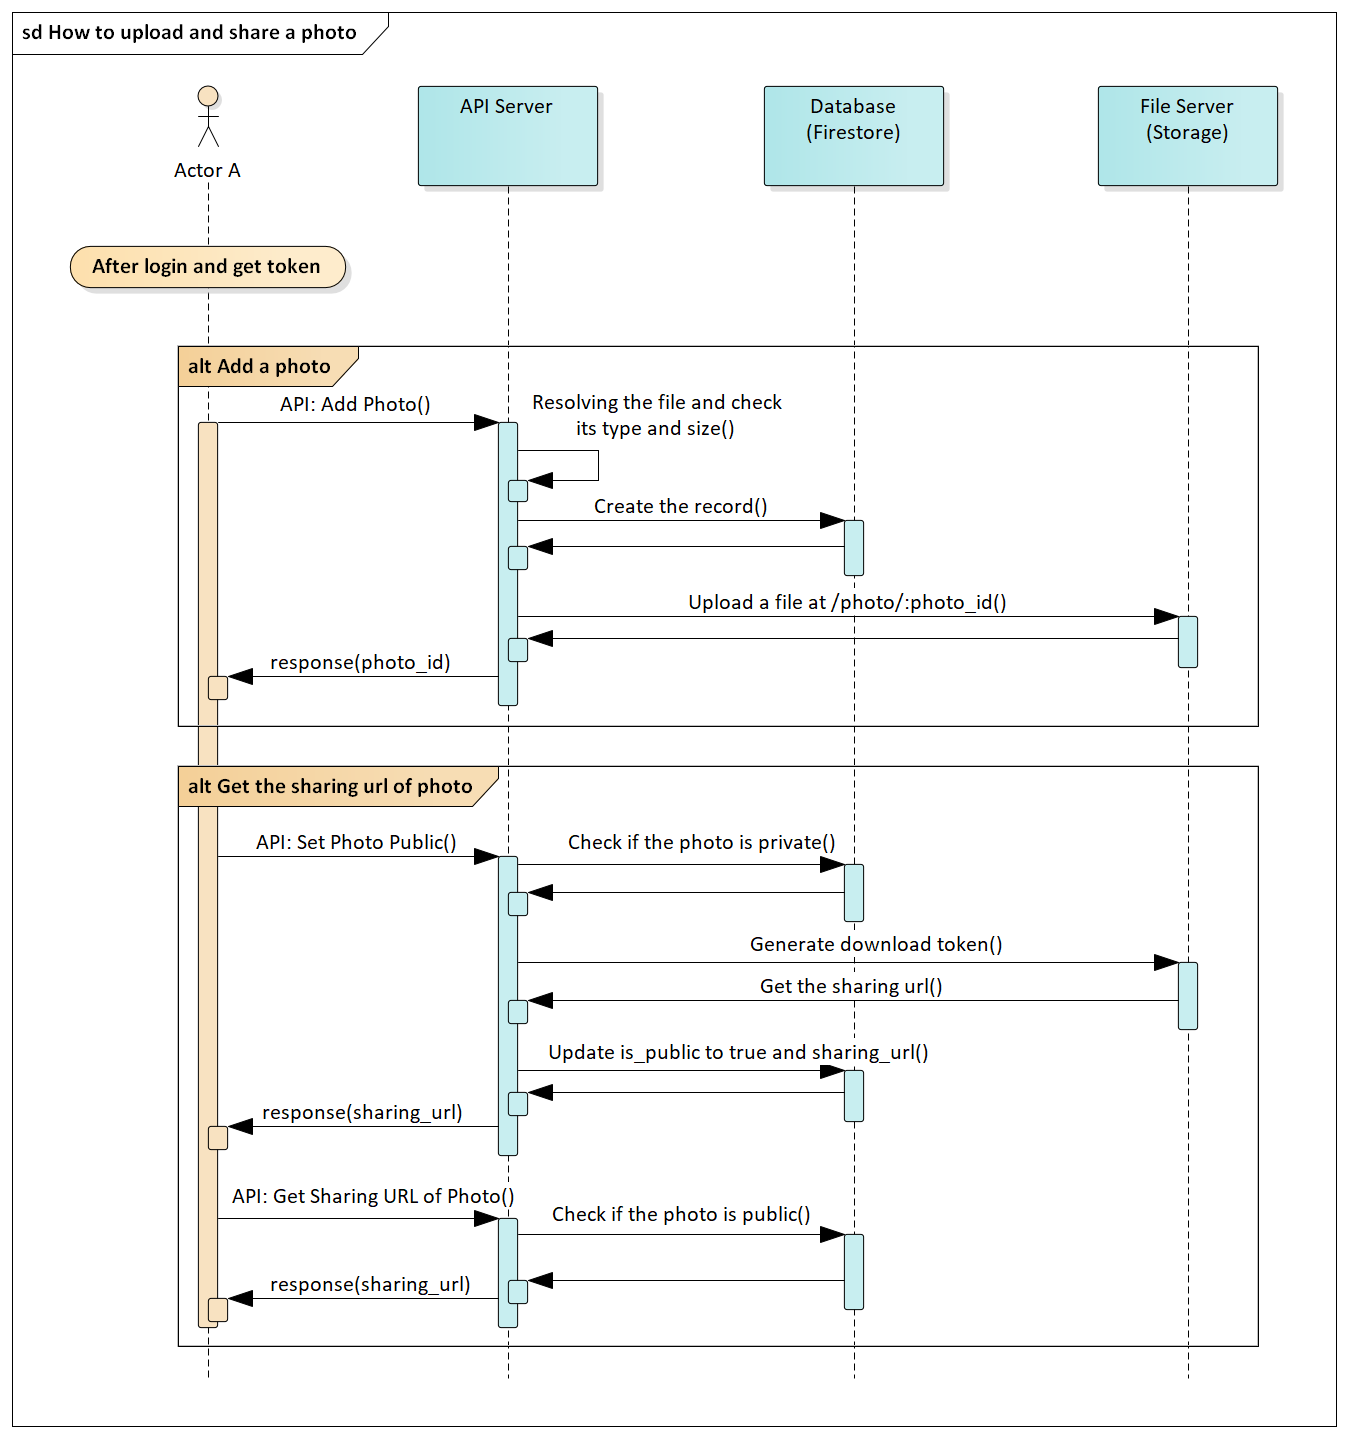 sd How to upload and share a photo
Actor A
API Server
Database
(Firestore)
File Server
(Storage)
After login and get token
alt Add a photo
API: Add Photo()
Resolving the file and check
its type and size()
Create the record()
Upload a file at /photo/:photo_id()
response(photo_id)
alt Get the sharing url of photo
API: Set Photo Public()
Check if the photo is private()
Generate download token()
Get the sharing url()
Update is_public to true and sharing_url()
response(sharing_url)
API: Get Sharing URL of Photo()
Check if the photo is public()
response(sharing_url)